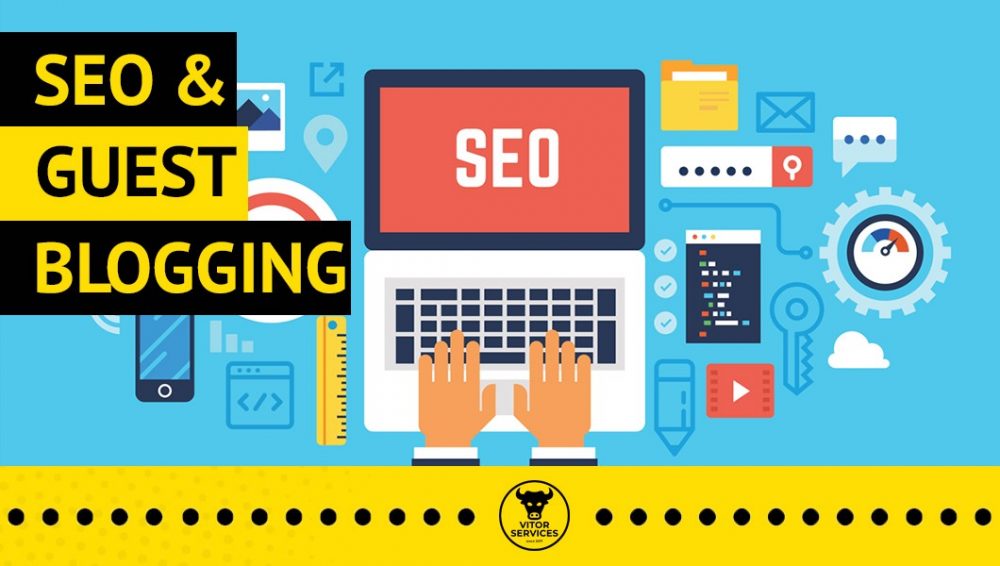 SEO &
GUEST
BLOGGING
SEO
VITOR
SERVICES